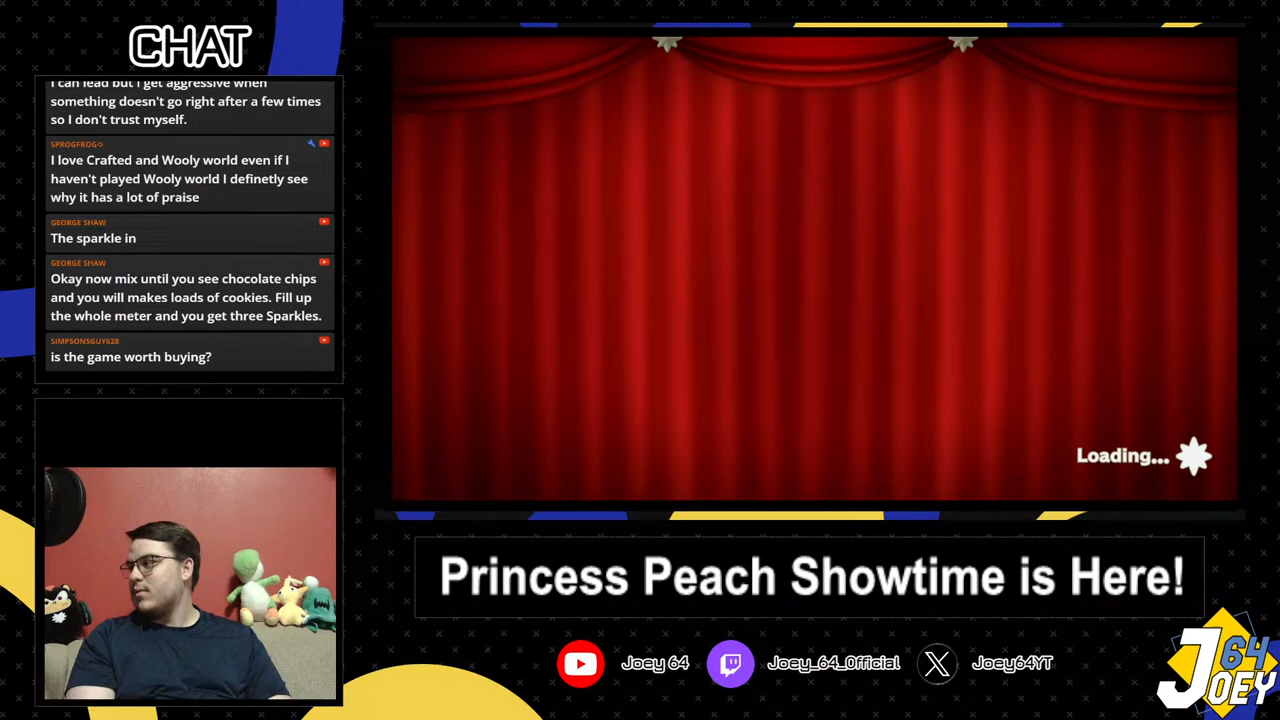 CHAT
I can lead but I get aggressive when
something doesn't go right after a few times
so I don't trust myself.
SPROGFROG
I love Crafted and Wooly world even if I
haven't played Wooly world I definetly see
why it has a lot of praise
GEORGE SHAW
The sparkle in
GEORGE SHAW
Okay now mix until you see chocolate chips
and you will makes loads of cookies. Fill up
the whole meter and you get three Sparkles.
SIMPSONSGUY628
is the game worth buying?
Loading...
Princess Peach Showtime is Here!
Joey 64
Joey_64_Official
Joey64YT
64
JOEY